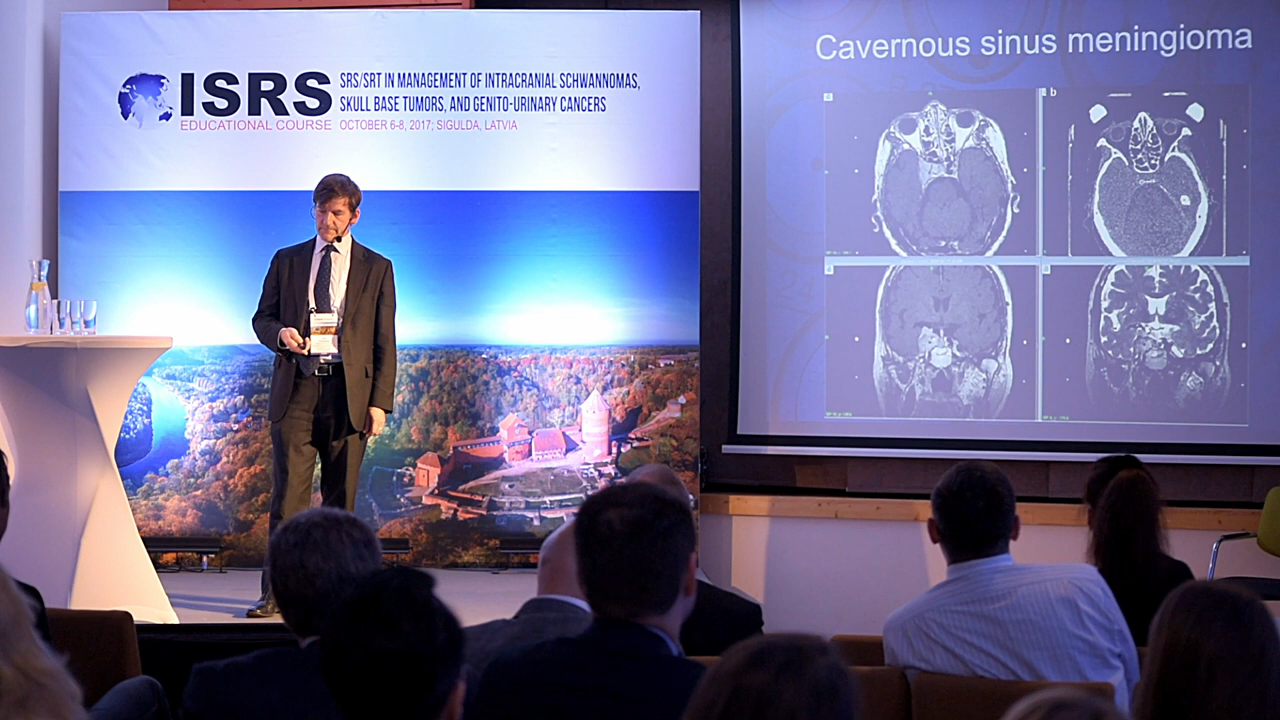 ISRS
EDUCATIONAL COURSE
SRS/SRT IN MANAGEMENT OF INTRACRANIAL SCHWANNOMAS,
SKULL BASE TUMORS, AND GENITO-URINARY CANCERS
OCTOBER 6-8, 2017; SIGULDA, LATVIA
Cavernous sinus meningioma
b